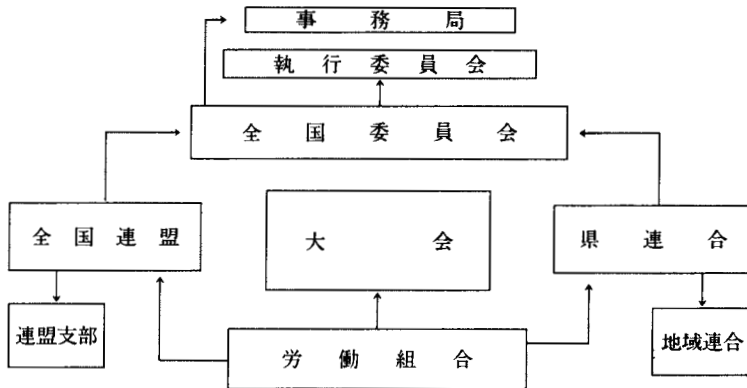 事務局
執行委員会
全国委員会
全国連盟
大会
県連合
連盟支部
労働組合
地域連合